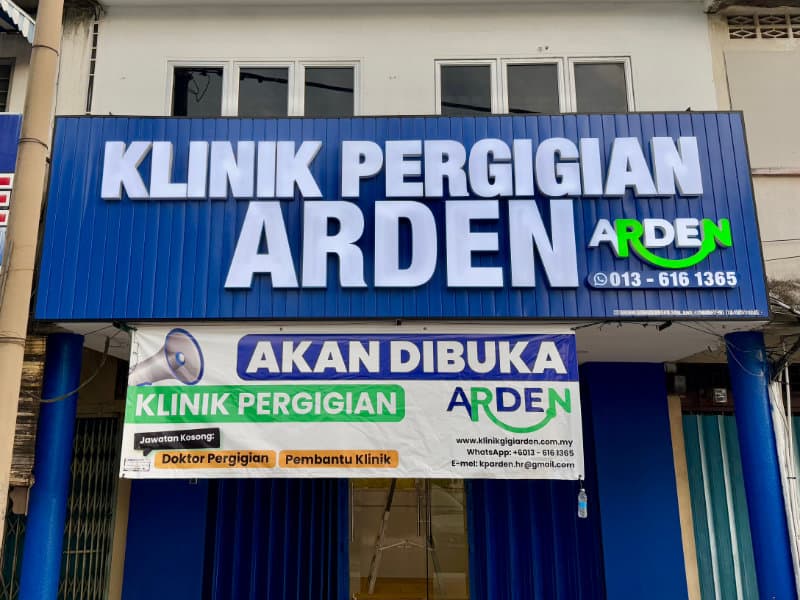 KLINIK PERGIGIAN
ARDEN
ARDEN
013 - 616 1365
AKAN DIBUKA
KLINIK PERGIGIAN
ARDEN
Jawatan Kosong:
Doktor Pergigian
Pembantu Klinik
www.klinikgigiarden.com.my
WhatsApp: +6013 - 616 1365
E-mel: kparden.hr@gmail.com